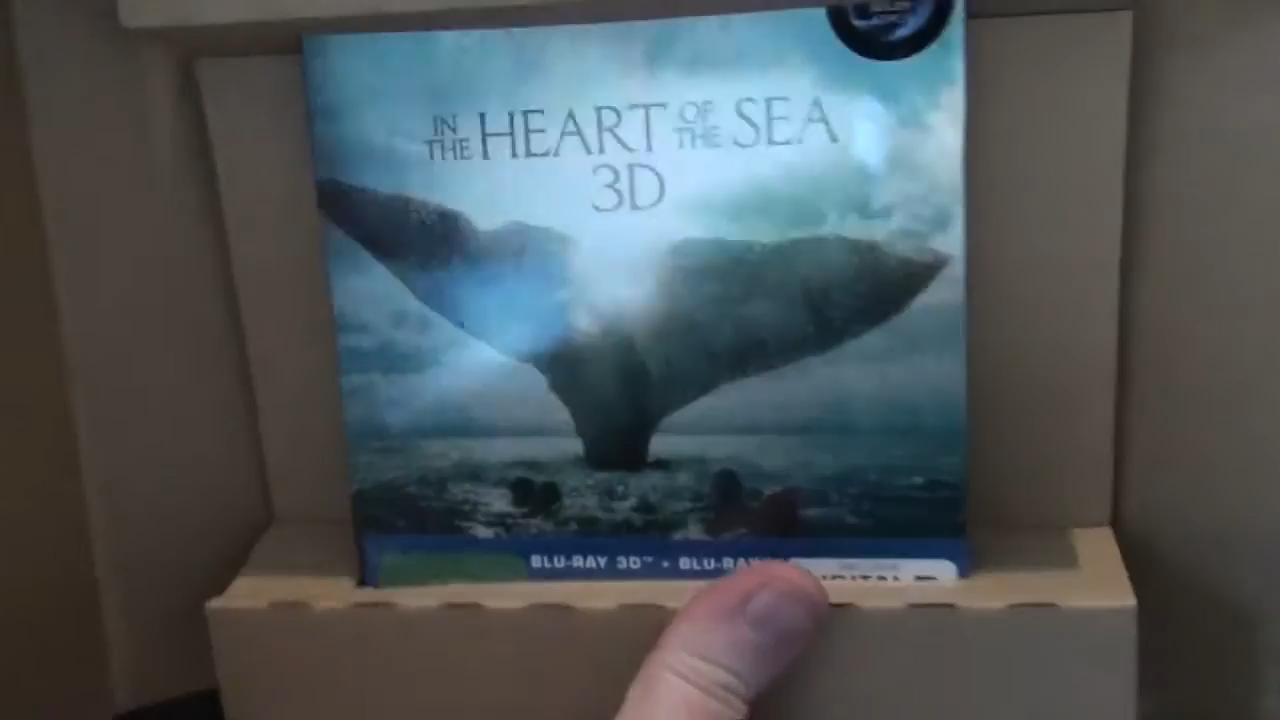 IN THE HEART OF THE SEA
3D
BLU-RAY 3D™ • BLU-RAY